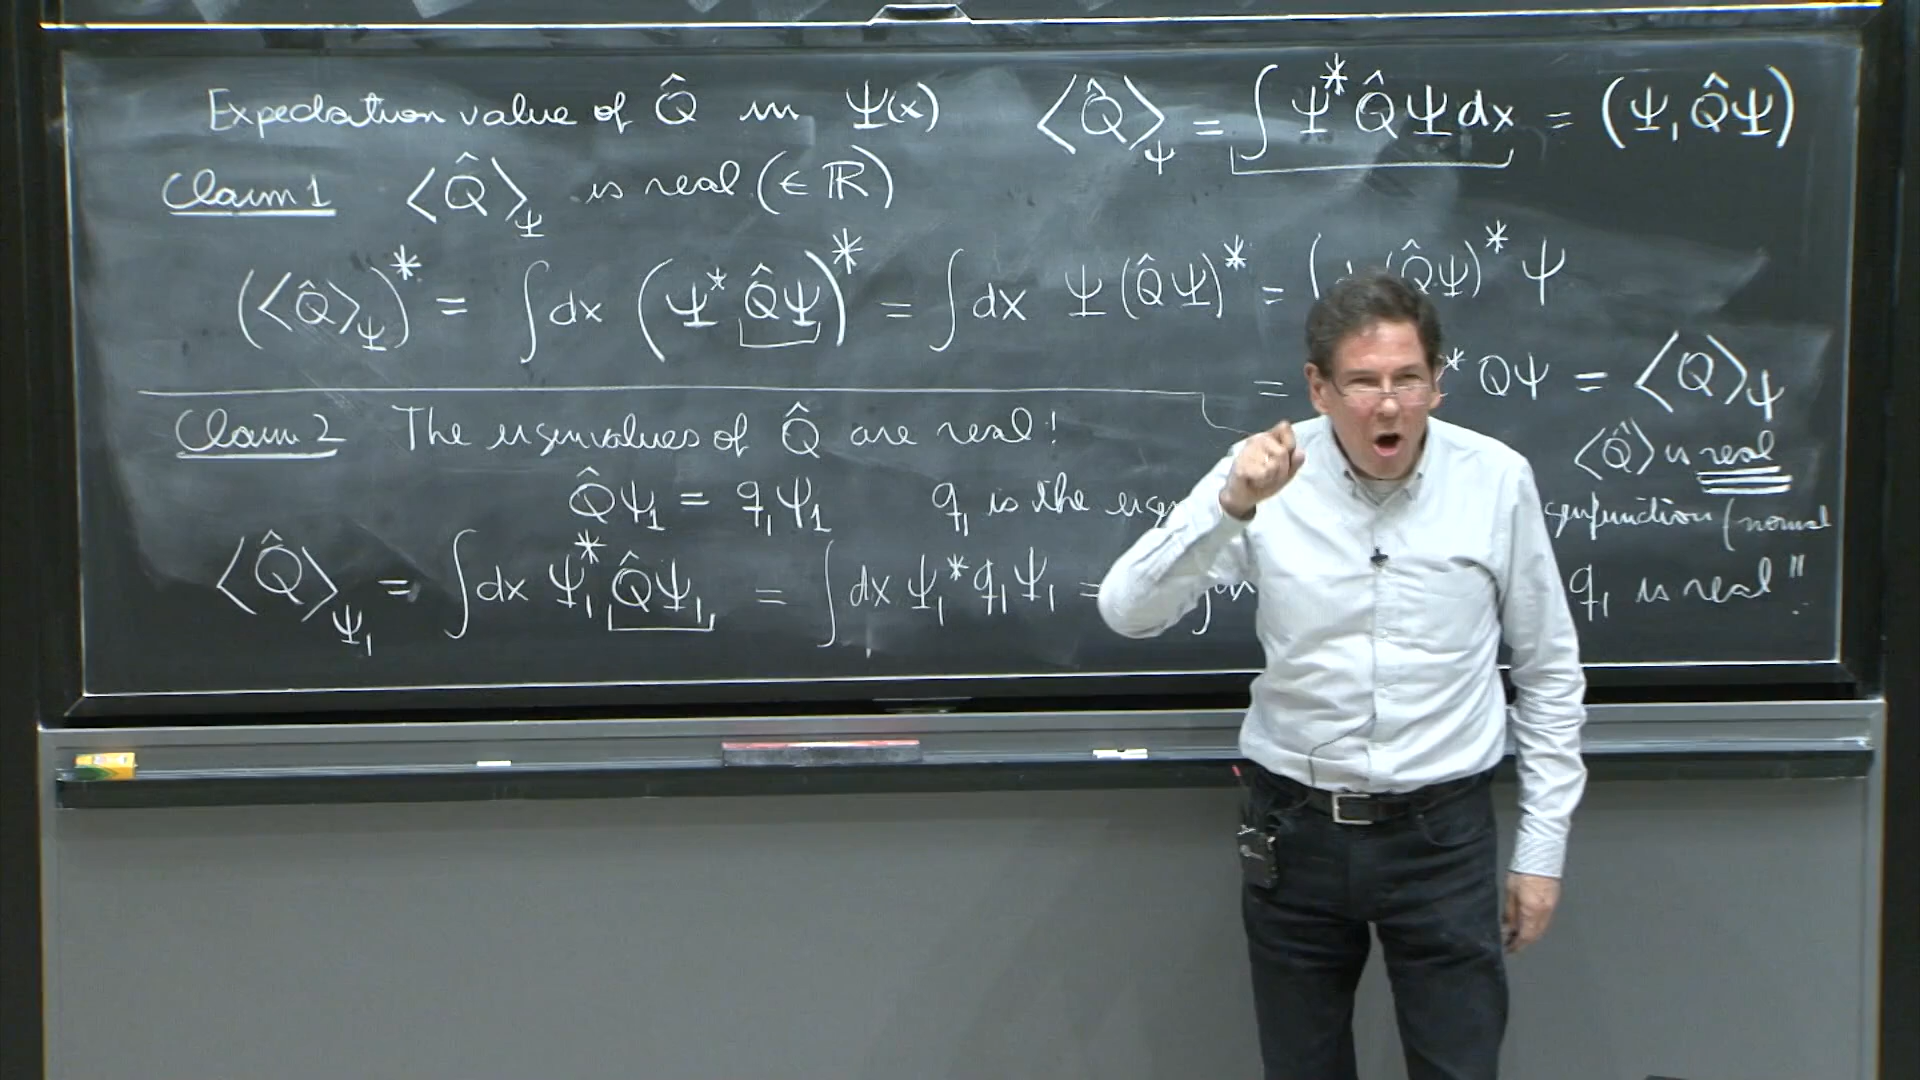 Expectation value of Q̂ in Ψ(x) ⟨Q̂⟩_Ψ = ∫ Ψ* Q̂ Ψ dx = (Ψ, Q̂Ψ)
Claim 1 ⟨Q̂⟩_Ψ is real (∈ ℝ)
(⟨Q̂⟩_Ψ)* = ∫ dx (Ψ* Q̂Ψ)* = ∫ dx Ψ (Q̂Ψ)* = ∫ (Q̂Ψ)* Ψ
= * QΨ = ⟨Q⟩_Ψ
Claim 2 The eigenvalues of Q̂ are real!
⟨Q̂⟩ is real
Q̂ψ₁ = q₁ψ₁ q₁ is the
⟨Q̂⟩_Ψ₁ = ∫ dx Ψ₁* Q̂Ψ₁ = ∫ dx Ψ₁* q₁Ψ₁ = q₁ is real!!